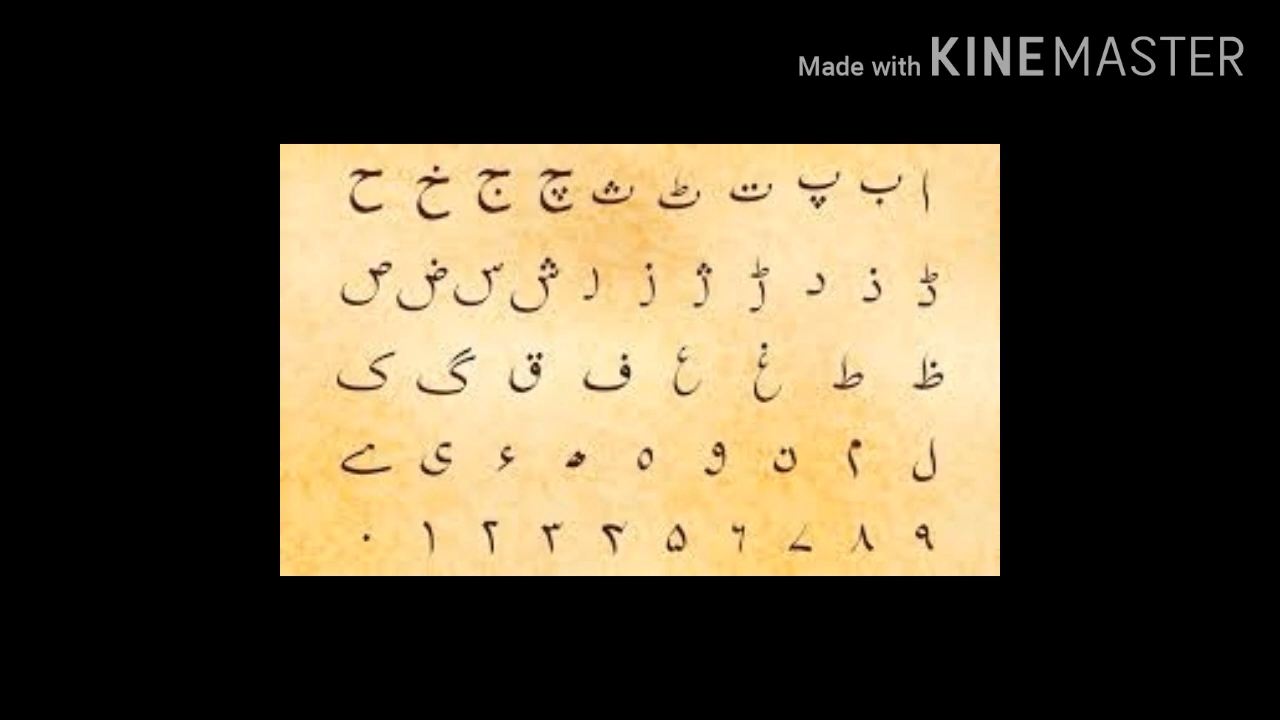 Made with KINEMASTER
ا ب پ ت ٹ ث چ ج خ ح
ڈ ذ د ڑ ژ ز ر ش س ض ص
ظ ط غ ع ف ق گ ک
ل م ن و ہ ھ ء ی ے
۹ ۸ ۷ ۶ ۵ ۴ ۳ ۲ ۱ ۰